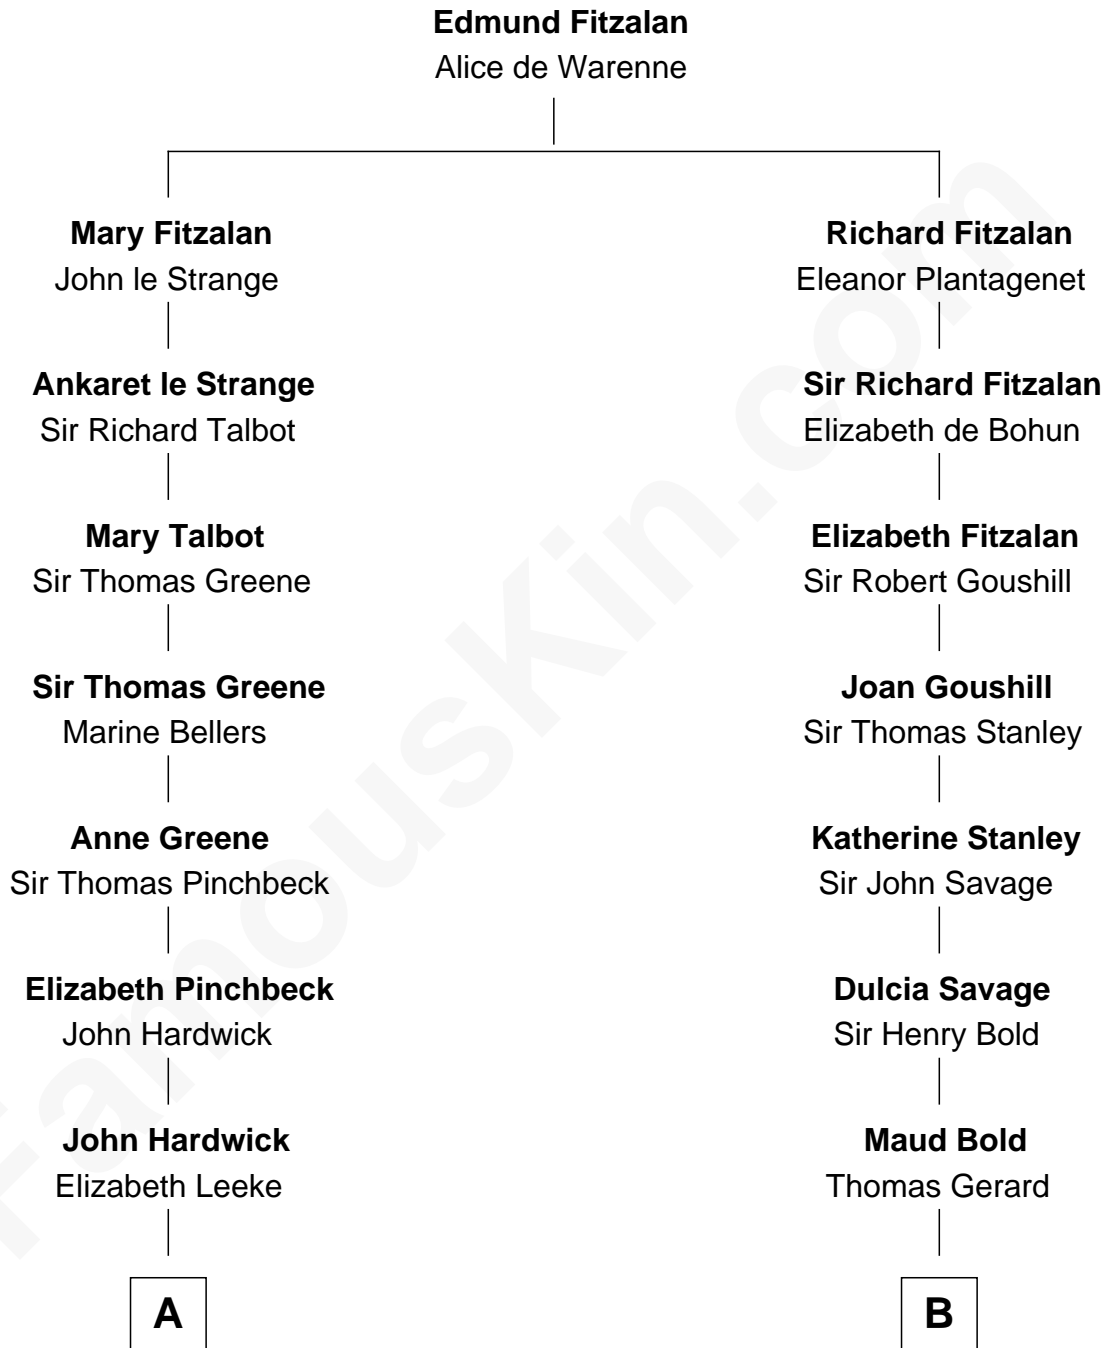 Edmund Fitzalan
Alice de Warenne
Mary Fitzalan
John le Strange
Richard Fitzalan
Eleanor Plantagenet
Ankaret le Strange
Sir Richard Talbot
Sir Richard Fitzalan
Elizabeth de Bohun
Mary Talbot
Sir Thomas Greene
Elizabeth Fitzalan
Sir Robert Goushill
Sir Thomas Greene
Marine Bellers
Joan Goushill
Sir Thomas Stanley
Anne Greene
Sir Thomas Pinchbeck
Katherine Stanley
Sir John Savage
Elizabeth Pinchbeck
John Hardwick
Dulcia Savage
Sir Henry Bold
John Hardwick
Elizabeth Leeke
Maud Bold
Thomas Gerard
A
B
FamousKin.com